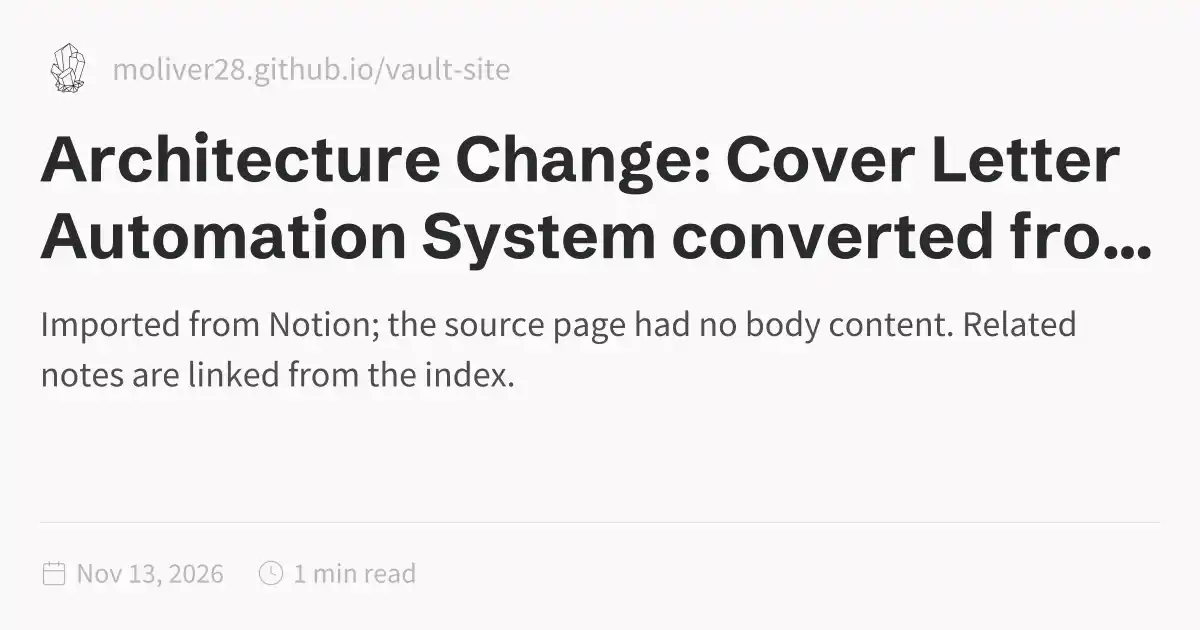 moliver28.github.io/vault-site
Architecture Change: Cover Letter
Automation System converted fro...
Imported from Notion; the source page had no body content. Related
notes are linked from the index.
Nov 13, 2026 1 min read